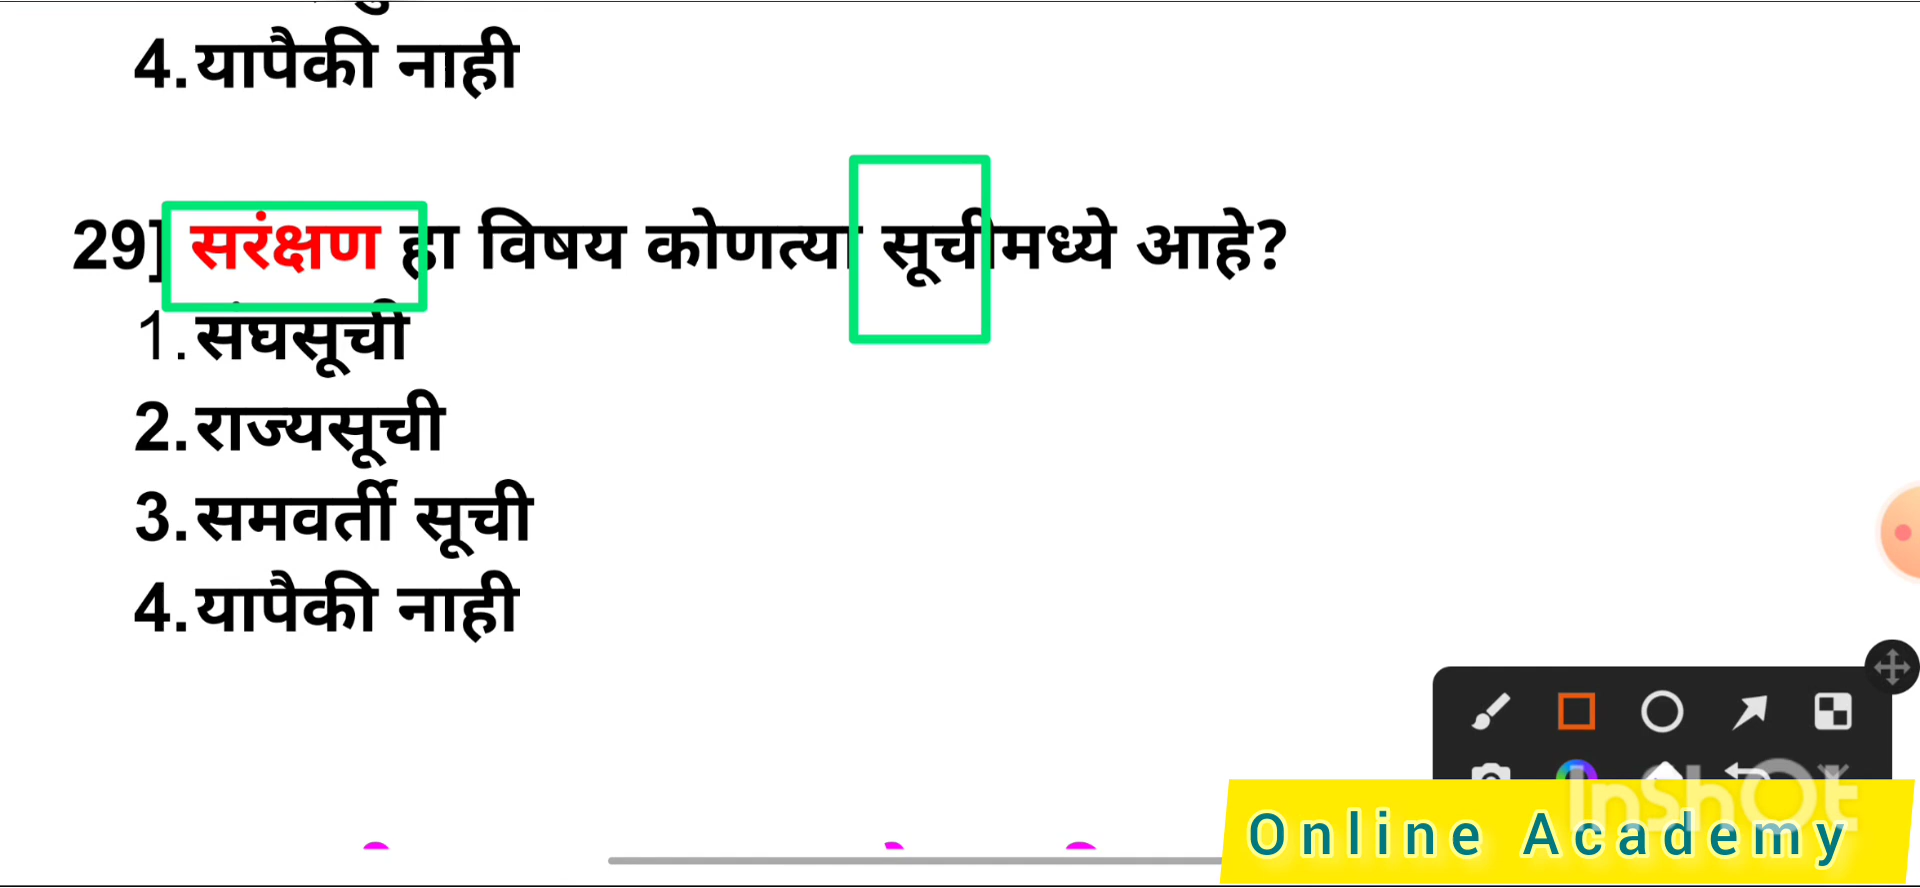 4. यापैकी नाही
29] सरंक्षण हा विषय कोणत्या सूचीमध्ये आहे?
1. संघसूची
2. राज्यसूची
3. समवर्ती सूची
4. यापैकी नाही
InShOt
Online Academy